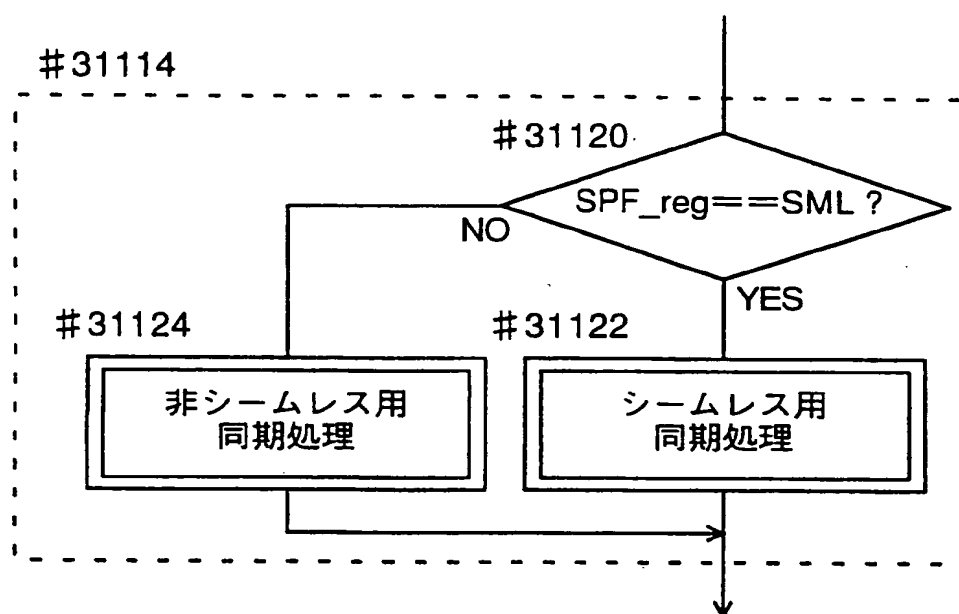 #31114
#31120
SPF_reg==SML ?
NO
YES
#31124
#31122
非シームレス用
同期処理
シームレス用
同期処理